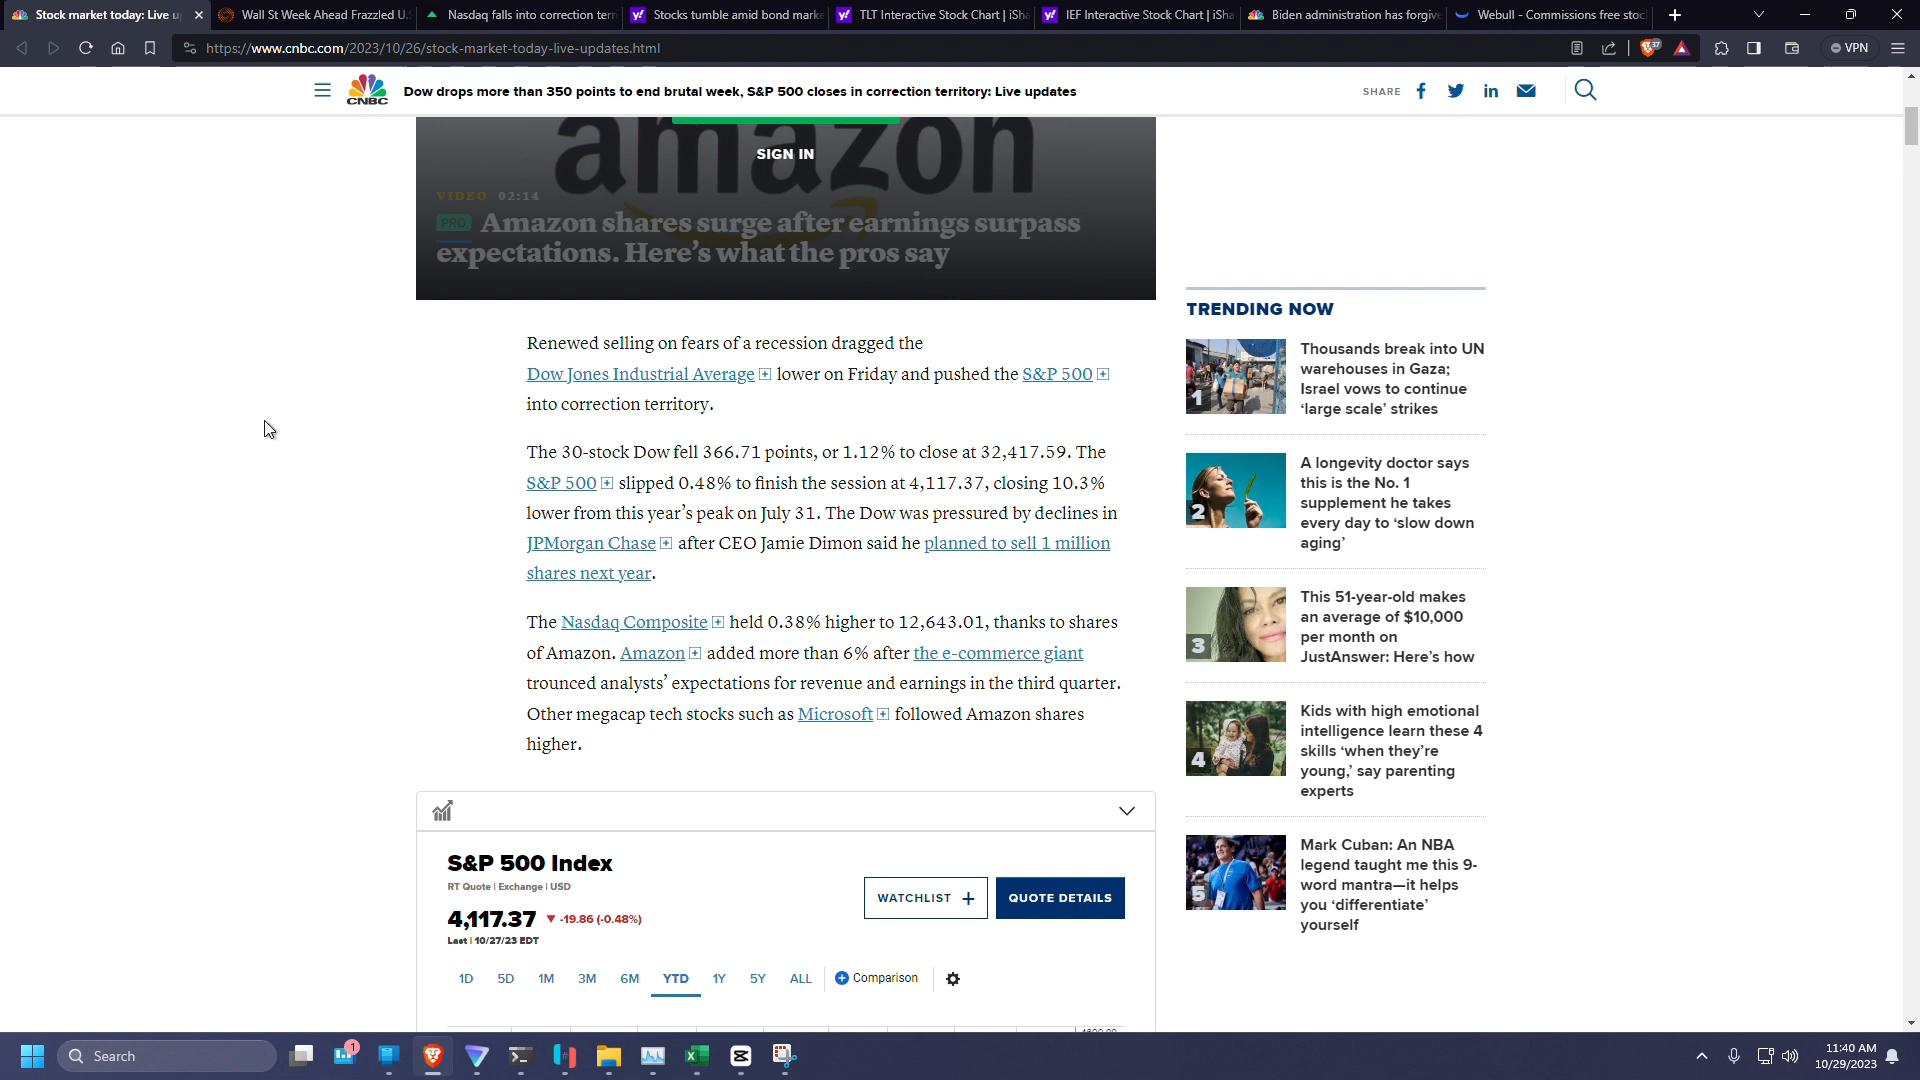 Stock market today: Live u
Wall St Week Ahead Frazzled U.S
Nasdaq falls into correction terr
Stocks tumble amid bond marke
TLT Interactive Stock Chart | iSha
IEF Interactive Stock Chart | iSh
Biden administration has forgive
Webull - Commissions free stoc
https://www.cnbc.com/2023/10/26/stock-market-today-live-updates.html
37
VPN
CNBC
Dow drops more than 350 points to end brutal week, S&P 500 closes in correction territory: Live updates
SHARE
amazon
SIGN IN
VIDEO 02:14
PRO Amazon shares surge after earnings surpass
expectations. Here’s what the pros say
Renewed selling on fears of a recession dragged the
Dow Jones Industrial Average lower on Friday and pushed the S&P 500
into correction territory.
The 30-stock Dow fell 366.71 points, or 1.12% to close at 32,417.59. The
S&P 500 slipped 0.48% to finish the session at 4,117.37, closing 10.3%
lower from this year’s peak on July 31. The Dow was pressured by declines in
JPMorgan Chase after CEO Jamie Dimon said he planned to sell 1 million
shares next year.
The Nasdaq Composite held 0.38% higher to 12,643.01, thanks to shares
of Amazon. Amazon added more than 6% after the e-commerce giant
trounced analysts’ expectations for revenue and earnings in the third quarter.
Other megacap tech stocks such as Microsoft followed Amazon shares
higher.
S&P 500 Index
RT Quote | Exchange | USD
4,117.37 ▼ -19.86 (-0.48%)
Last | 10/27/23 EDT
WATCHLIST +
QUOTE DETAILS
1D 5D 1M 3M 6M YTD 1Y 5Y ALL Comparison
TRENDING NOW
1
Thousands break into UN
warehouses in Gaza;
Israel vows to continue
‘large scale’ strikes
2
A longevity doctor says
this is the No. 1
supplement he takes
every day to ‘slow down
aging’
3
This 51-year-old makes
an average of $10,000
per month on
JustAnswer: Here’s how
4
Kids with high emotional
intelligence learn these 4
skills ‘when they’re
young,’ say parenting
experts
5
Mark Cuban: An NBA
legend taught me this 9-
word mantra—it helps
you ‘differentiate’
yourself
Search
1
11:40 AM
10/29/2023